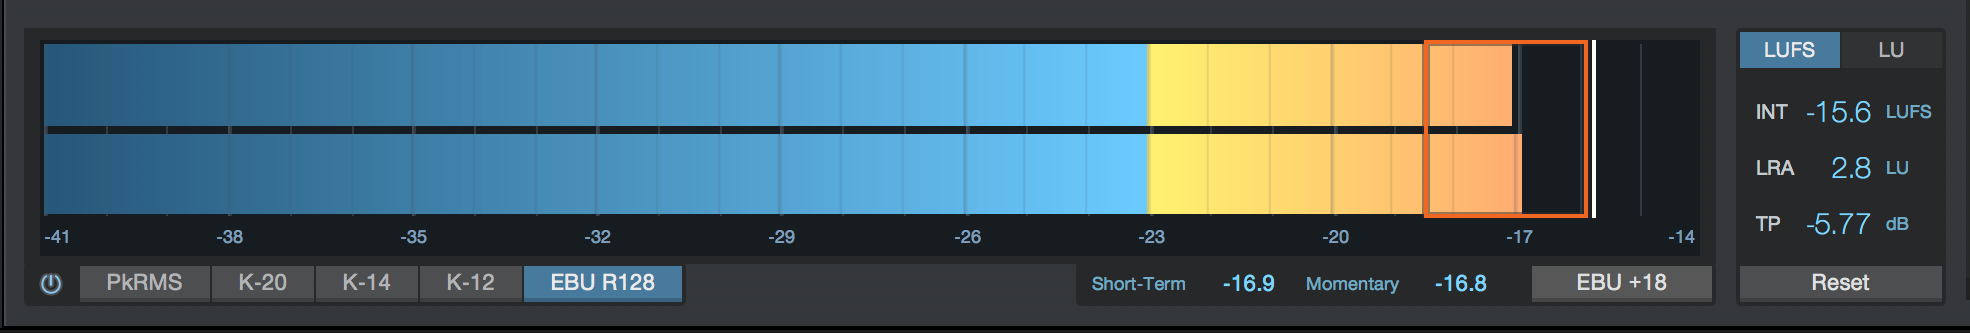 LUFS LU
INT -15.6 LUFS
LRA 2.8 LU
TP -5.77 dB
-41 -38 -35 -32 -29 -26 -23 -20 -17 -14
PkRMS K-20 K-14 K-12 EBU R128 Short-Term -16.9 Momentary -16.8 EBU +18 Reset